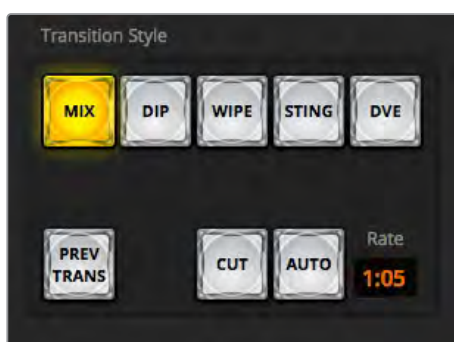 Transition Style
MIX DIP WIPE STING DVE
PREV
TRANS
CUT AUTO
Rate
1:05